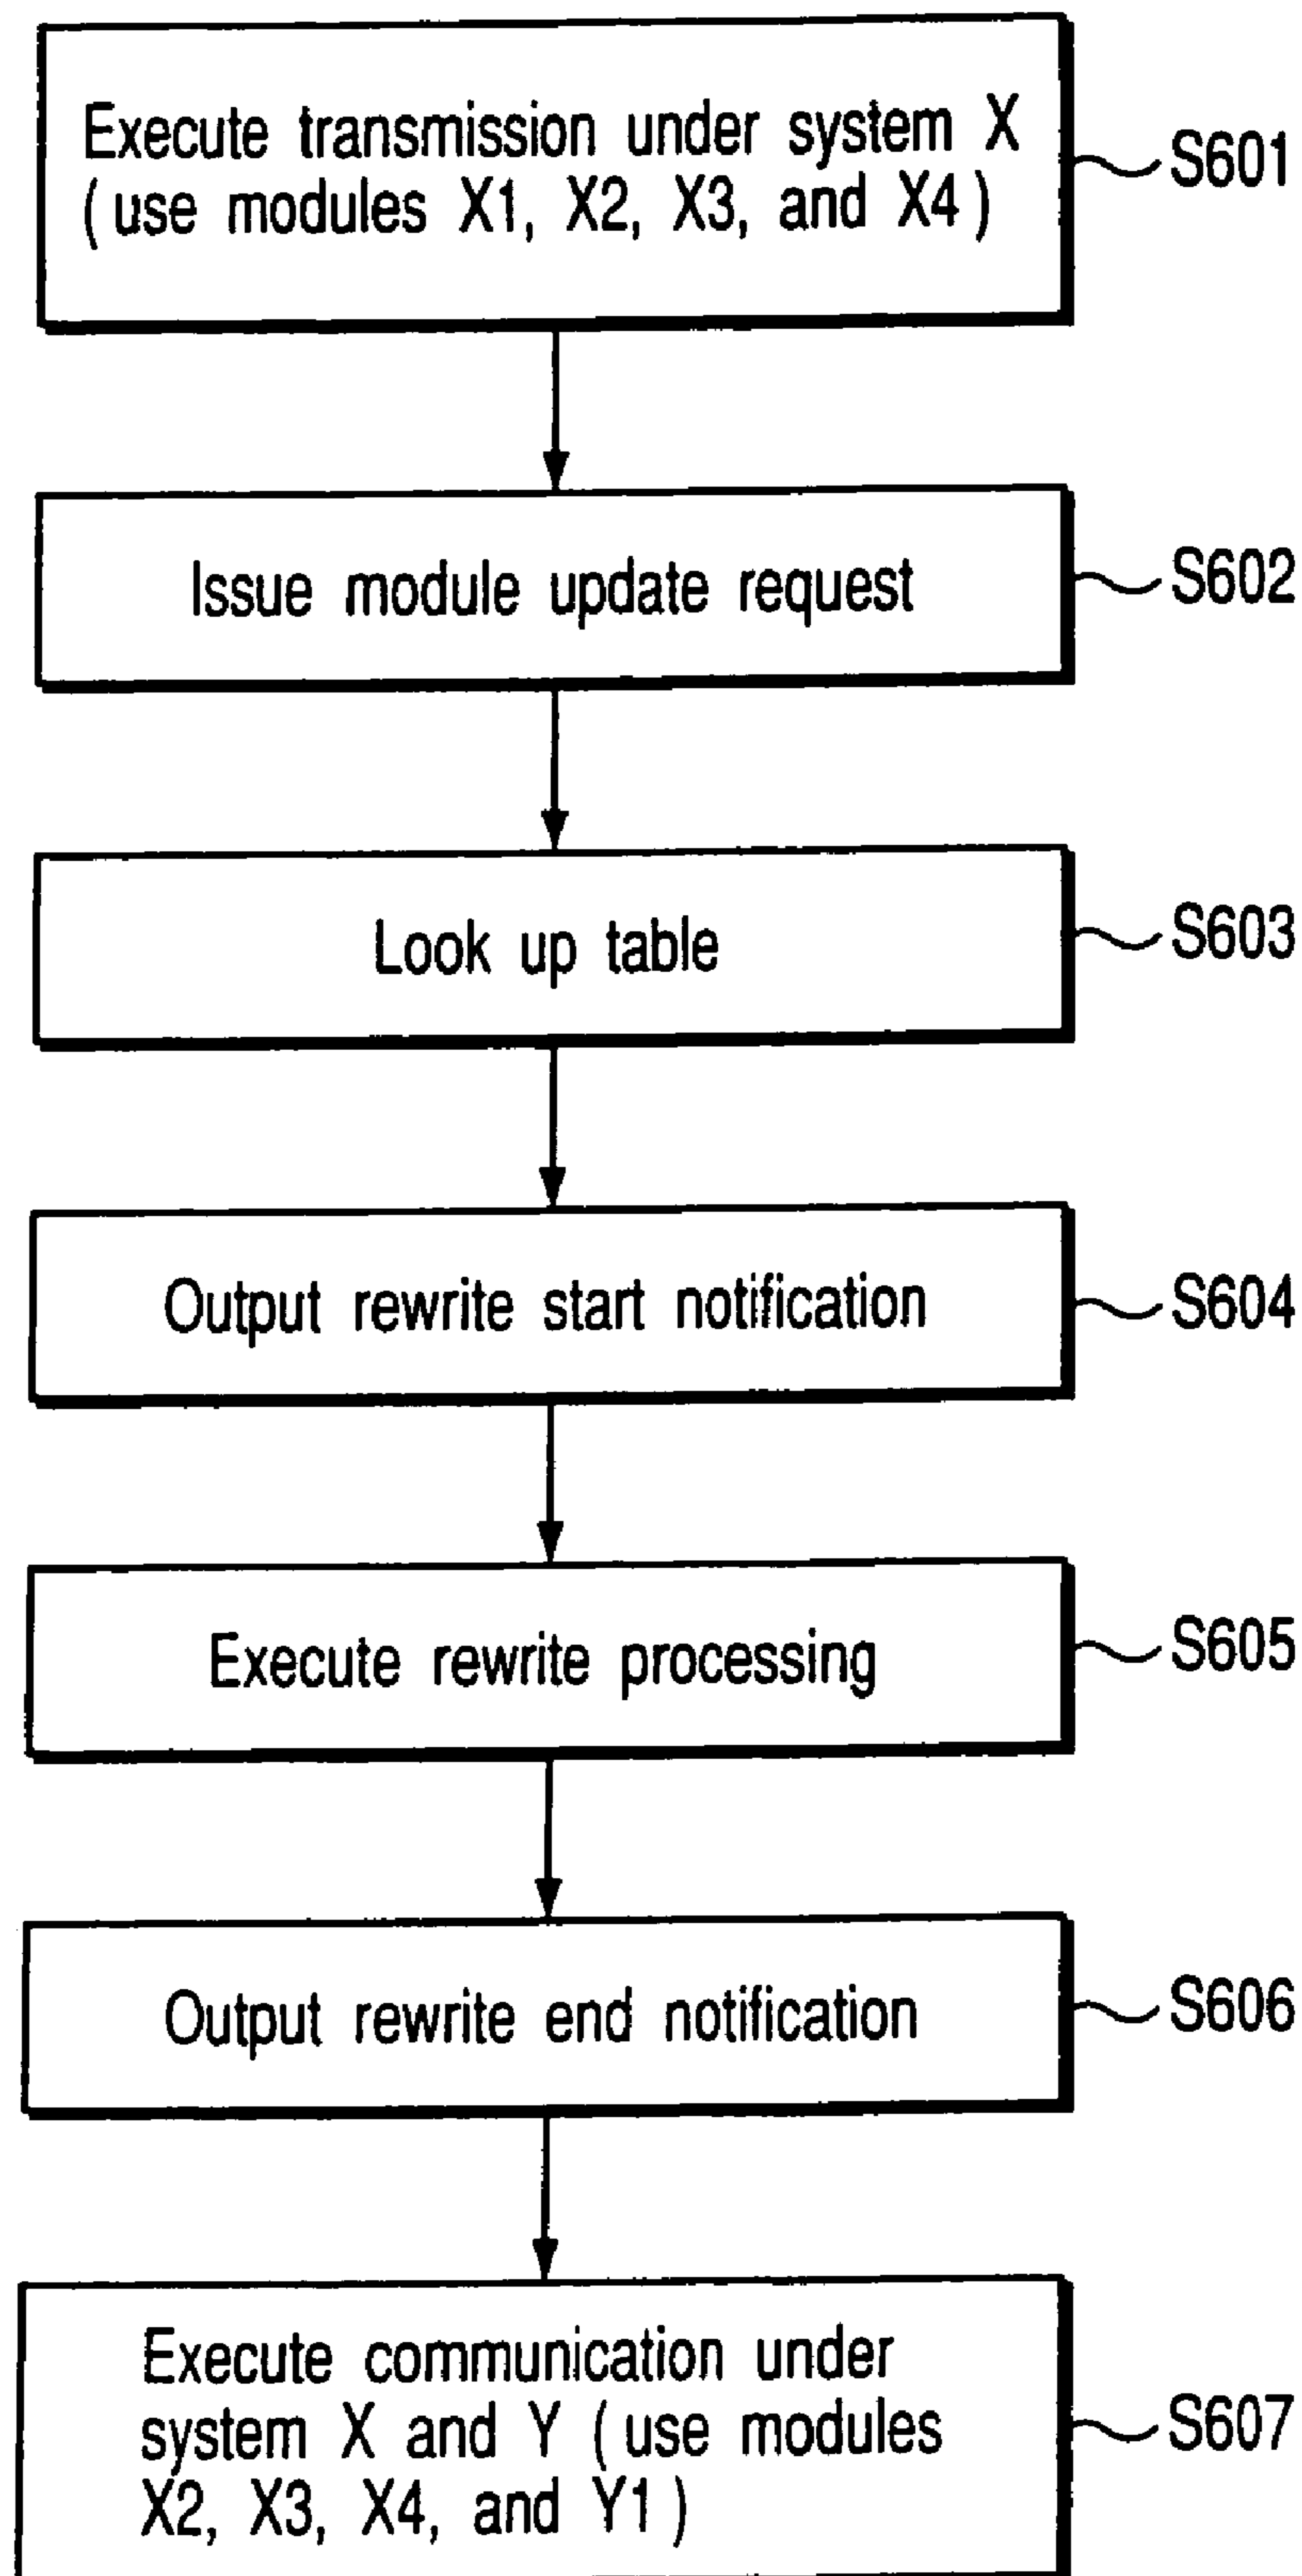 Execute transmission under system X
(use modules X1, X2, X3, and X4)
S601
Issue module update request
S602
Look up table
S603
Output rewrite start notification
S604
Execute rewrite processing
S605
Output rewrite end notification
S606
Execute communication under
system X and Y (use modules
X2, X3, X4, and Y1)
S607